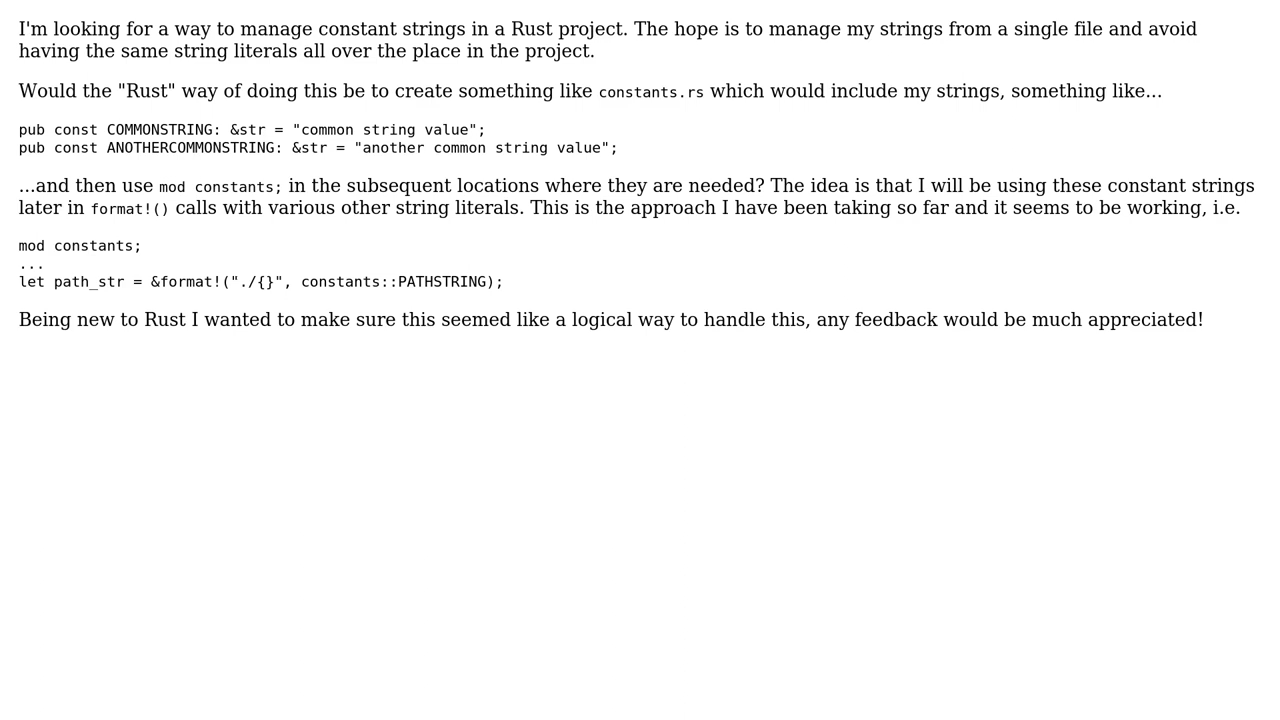 I'm looking for a way to manage constant strings in a Rust project. The hope is to manage my strings from a single file and avoid
having the same string literals all over the place in the project.
Would the "Rust" way of doing this be to create something like constants.rs which would include my strings, something like...
pub const COMMONSTRING: &str = "common string value";
pub const ANOTHERCOMMONSTRING: &str = "another common string value";
...and then use mod constants; in the subsequent locations where they are needed? The idea is that I will be using these constant strings
later in format!() calls with various other string literals. This is the approach I have been taking so far and it seems to be working, i.e.
mod constants;
...
let path_str = &format!("./{}", constants::PATHSTRING);
Being new to Rust I wanted to make sure this seemed like a logical way to handle this, any feedback would be much appreciated!